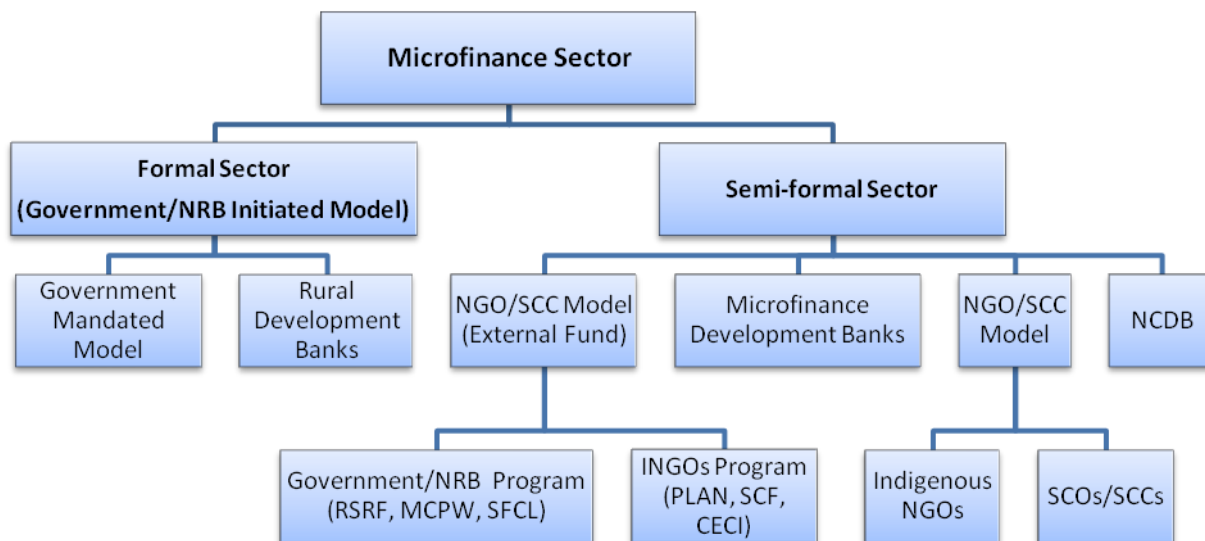 Microfinance Sector
Formal Sector
(Government/NRB Initiated Model)
Semi-formal Sector
Government
Mandated
Model
Rural
Development
Banks
NGO/SCC Model
(External Fund)
Microfinance
Development Banks
NGO/SCC
Model
NCDB
Government/NRB Program
(RSRF, MCPW, SFCL)
INGOs Program
(PLAN, SCF,
CECI)
Indigenous
NGOs
SCOs/SCCs